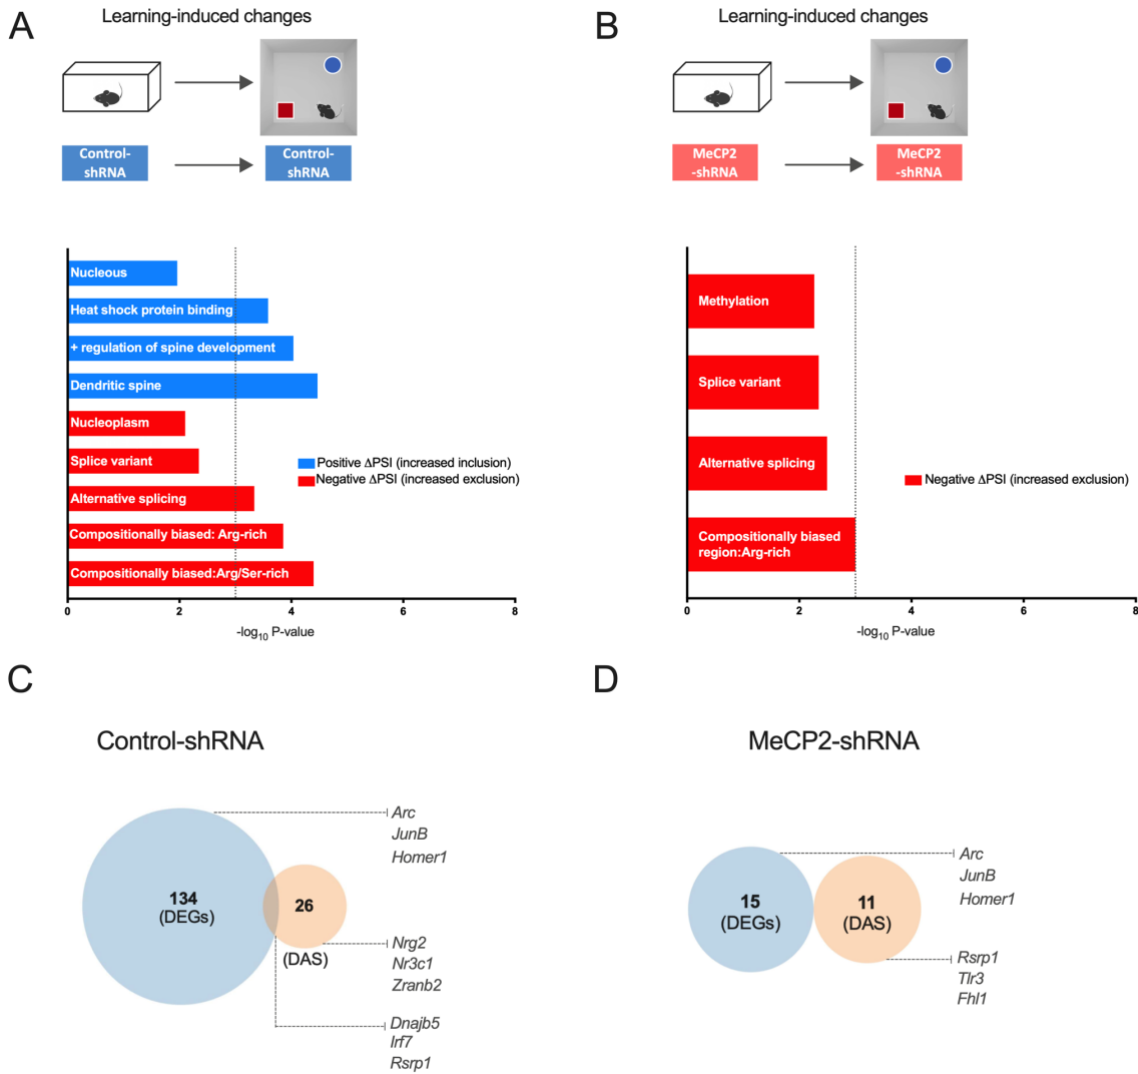 A
Learning-induced changes
Control-
shRNA
Control-
shRNA
Nucleous
Heat shock protein binding
+ regulation of spine development
Dendritic spine
Nucleoplasm
Splice variant
Alternative splicing
Compositionally biased: Arg-rich
Compositionally biased:Arg/Ser-rich
Positive ΔPSI (increased inclusion)
Negative ΔPSI (increased exclusion)
0 2 4 6 8
-log10 P-value
B
Learning-induced changes
MeCP2
-shRNA
MeCP2
-shRNA
Methylation
Splice variant
Alternative splicing
Compositionally biased
region:Arg-rich
Negative ΔPSI (increased exclusion)
0 2 4 6 8
-log10 P-value
C
Control-shRNA
134
(DEGs)
26
(DAS)
Arc
JunB
Homer1
Nrg2
Nr3c1
Zranb2
Dnajb5
Irf7
Rsrp1
D
MeCP2-shRNA
15
(DEGs)
11
(DAS)
Arc
JunB
Homer1
Rsrp1
Tlr3
Fhl1